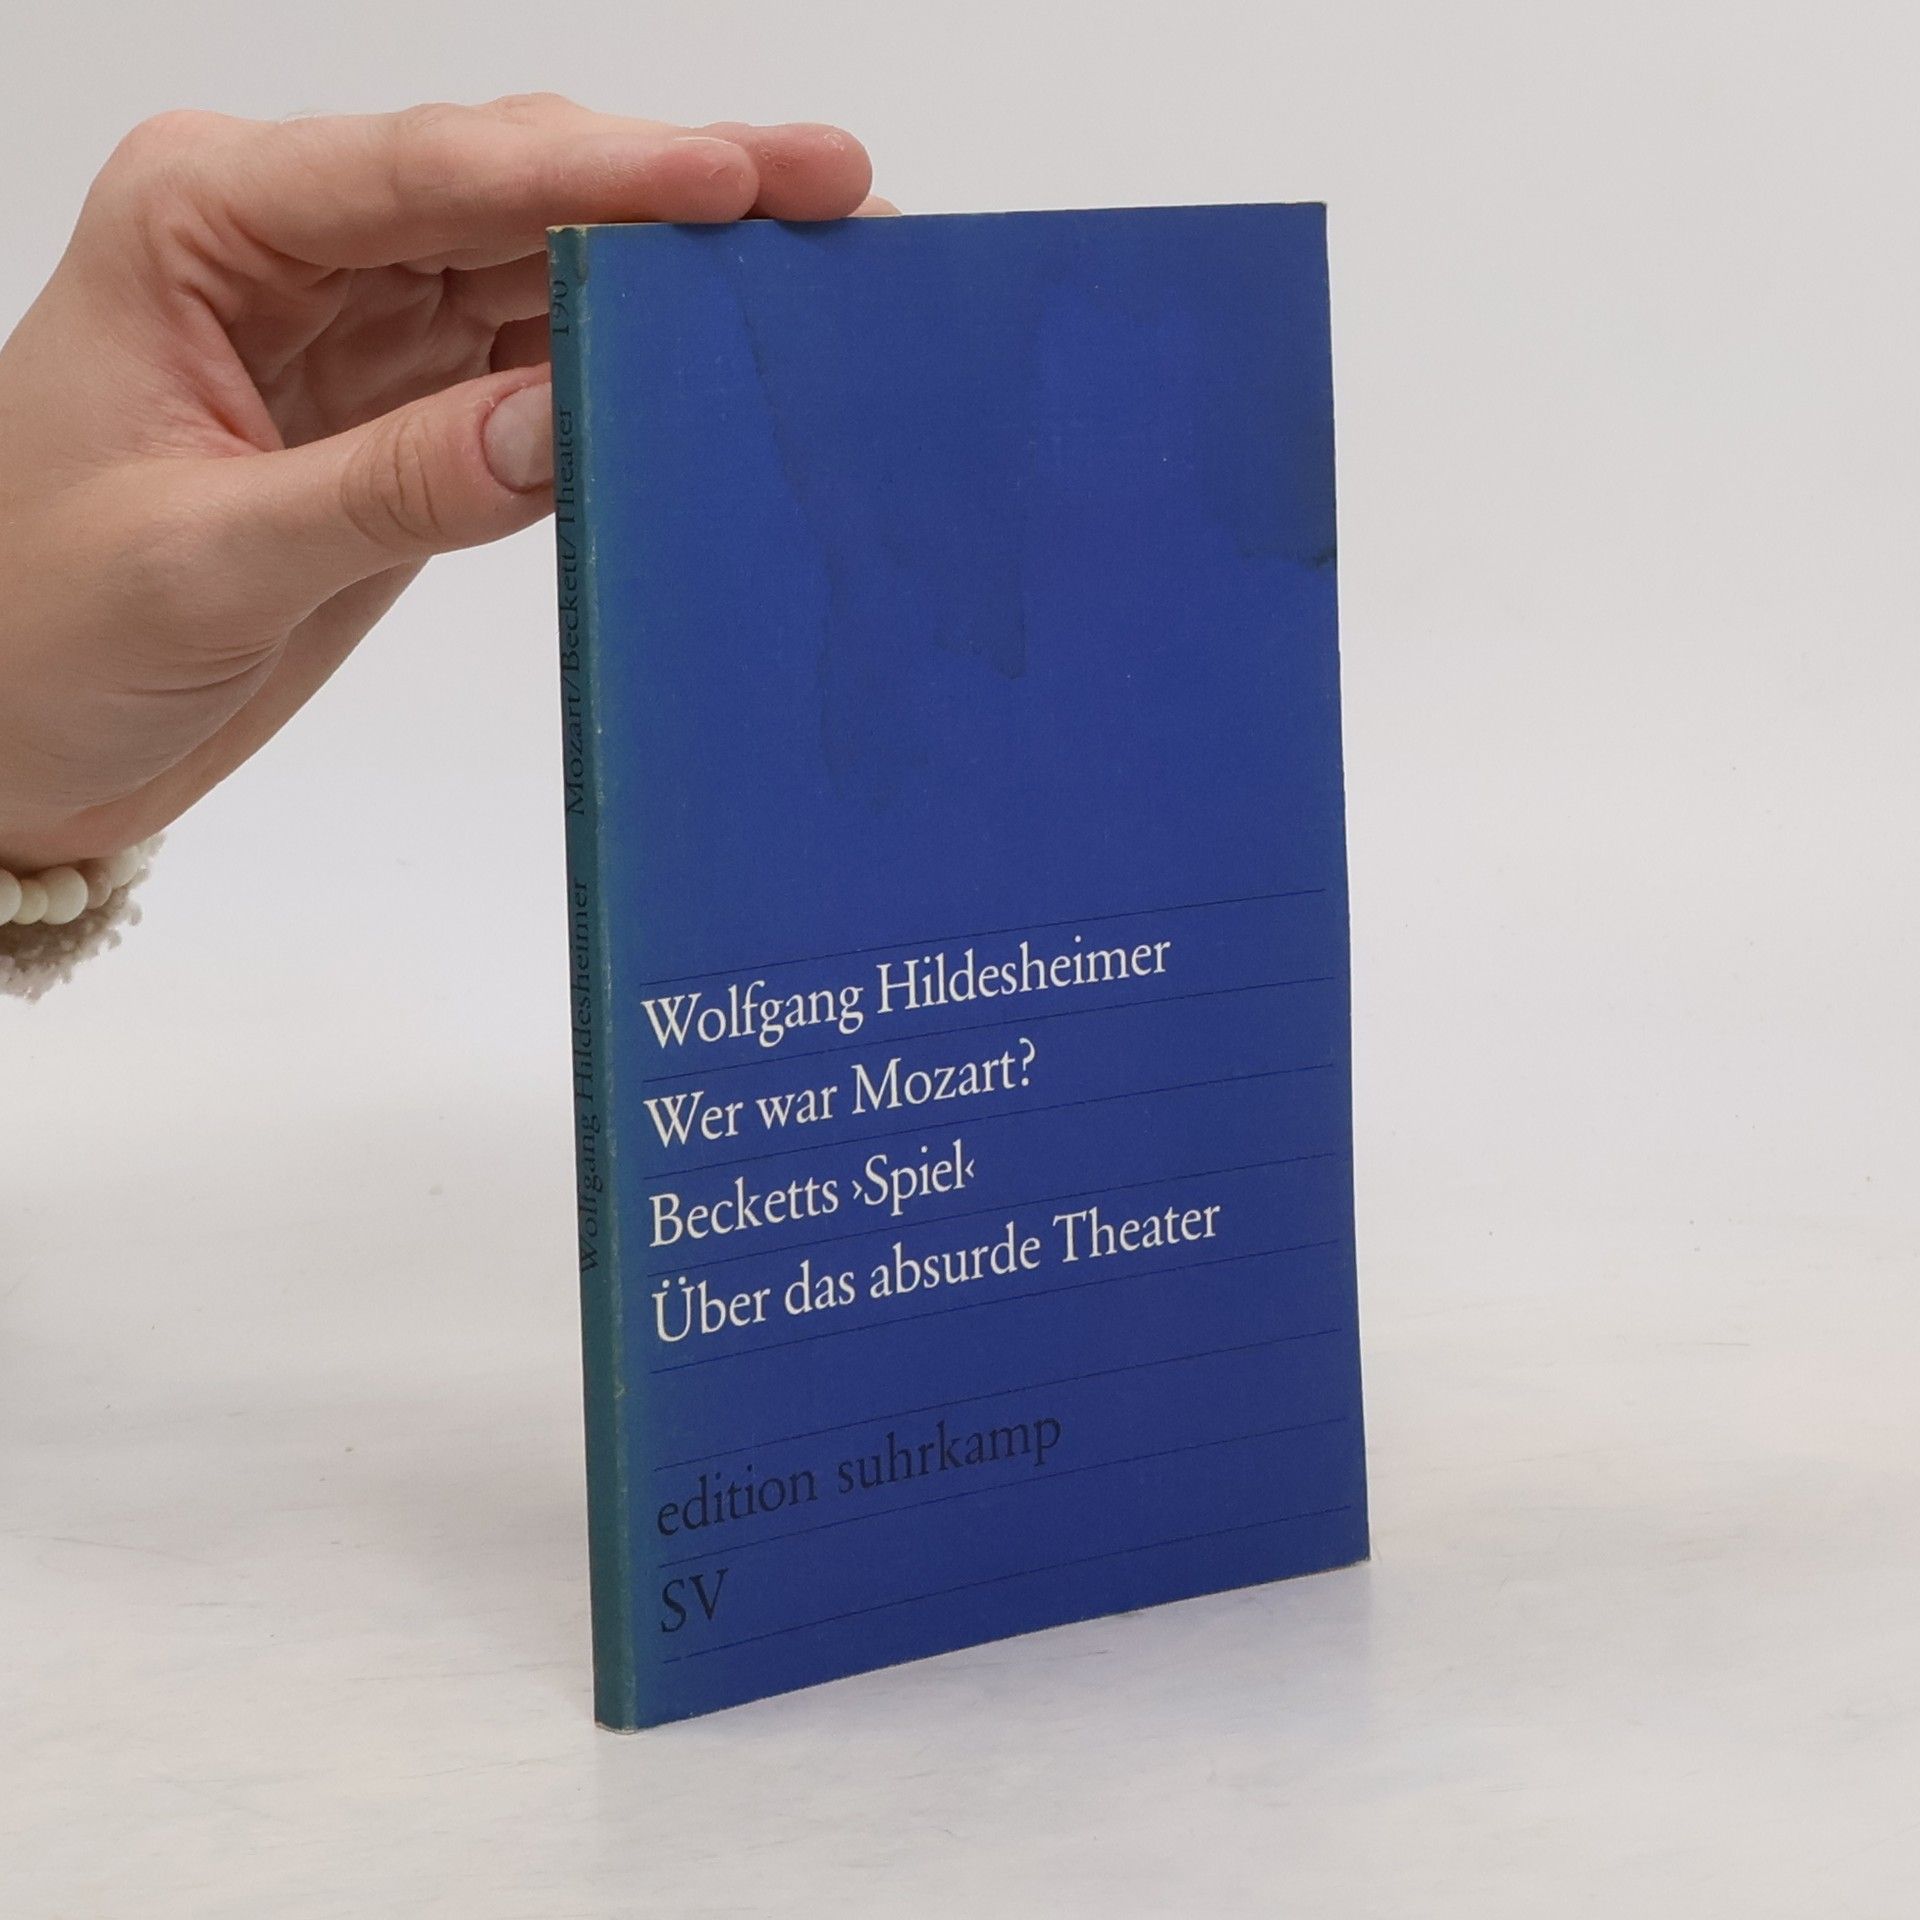 Wolfgang Hildesheimer Mozart/Beckett/Theater 190
Wolfgang Hildesheimer
Wer war Mozart?
Becketts ›Spiel‹
Über das absurde Theater
edition suhrkamp
SV